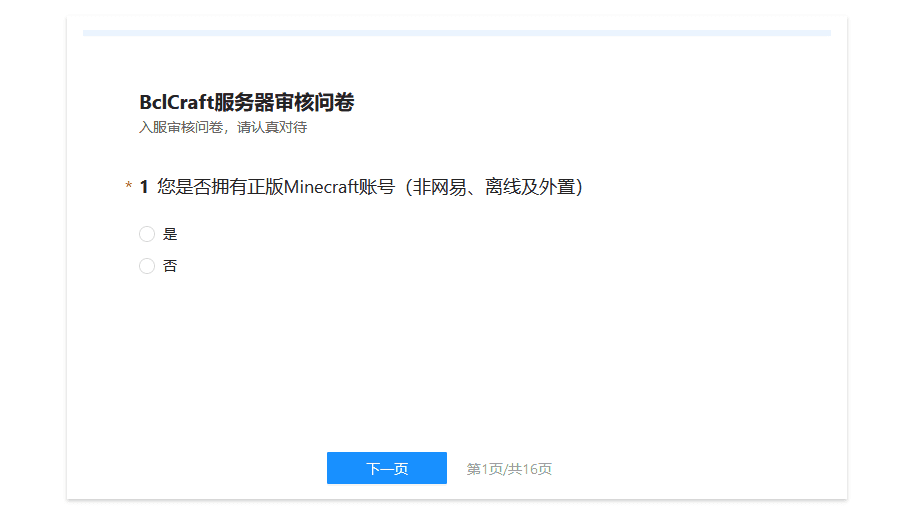 BclCraft服务器审核问卷
入服审核问卷，请认真对待
* 1 您是否拥有正版Minecraft账号（非网易、离线及外置）
是
否
下一页 第1页/共16页